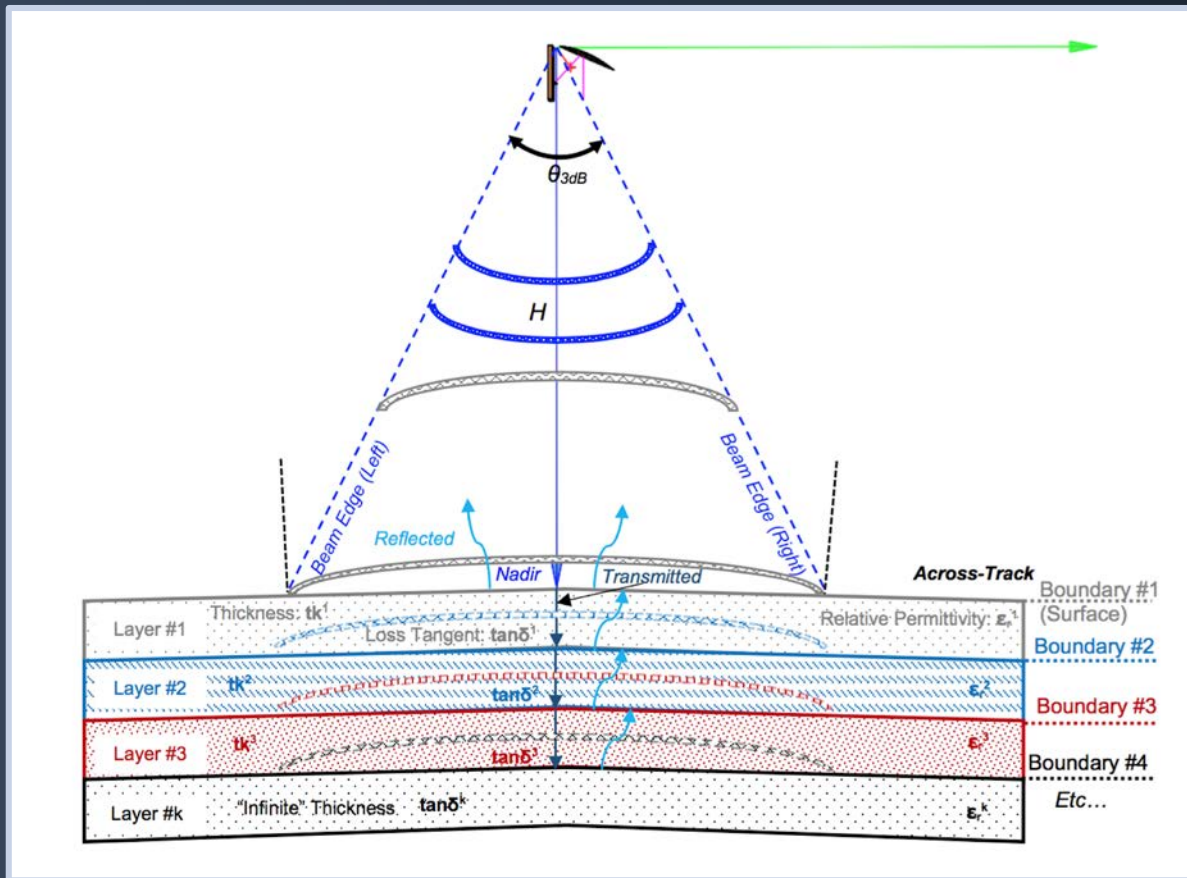 θ3dB
H
Beam Edge (Left)
Beam Edge (Right)
Reflected
Nadir
Transmitted
Across-Track
Boundary #1
(Surface)
Thickness: tk¹
Relative Permittivity: εᵣ¹
Layer #1
Loss Tangent: tanδ¹
Boundary #2
Layer #2
tk²
tanδ²
εᵣ²
Boundary #3
Layer #3
tk³
tanδ³
εᵣ³
Boundary #4
Layer #k
"Infinite" Thickness
tanδᵏ
εᵣᵏ
Etc...